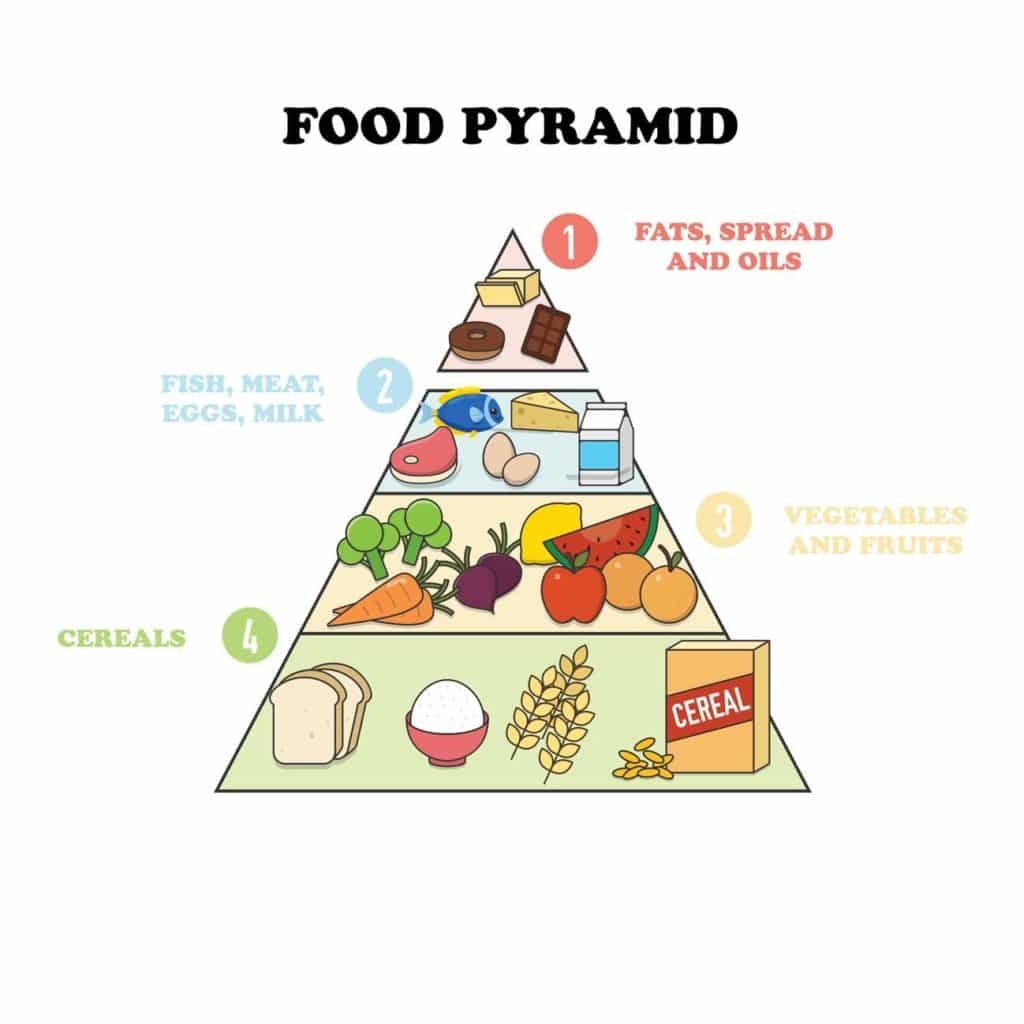 FOOD PYRAMID
1
FATS, SPREAD
AND OILS
2
FISH, MEAT,
EGGS, MILK
3
VEGETABLES
AND FRUITS
4
CEREALS
CEREAL